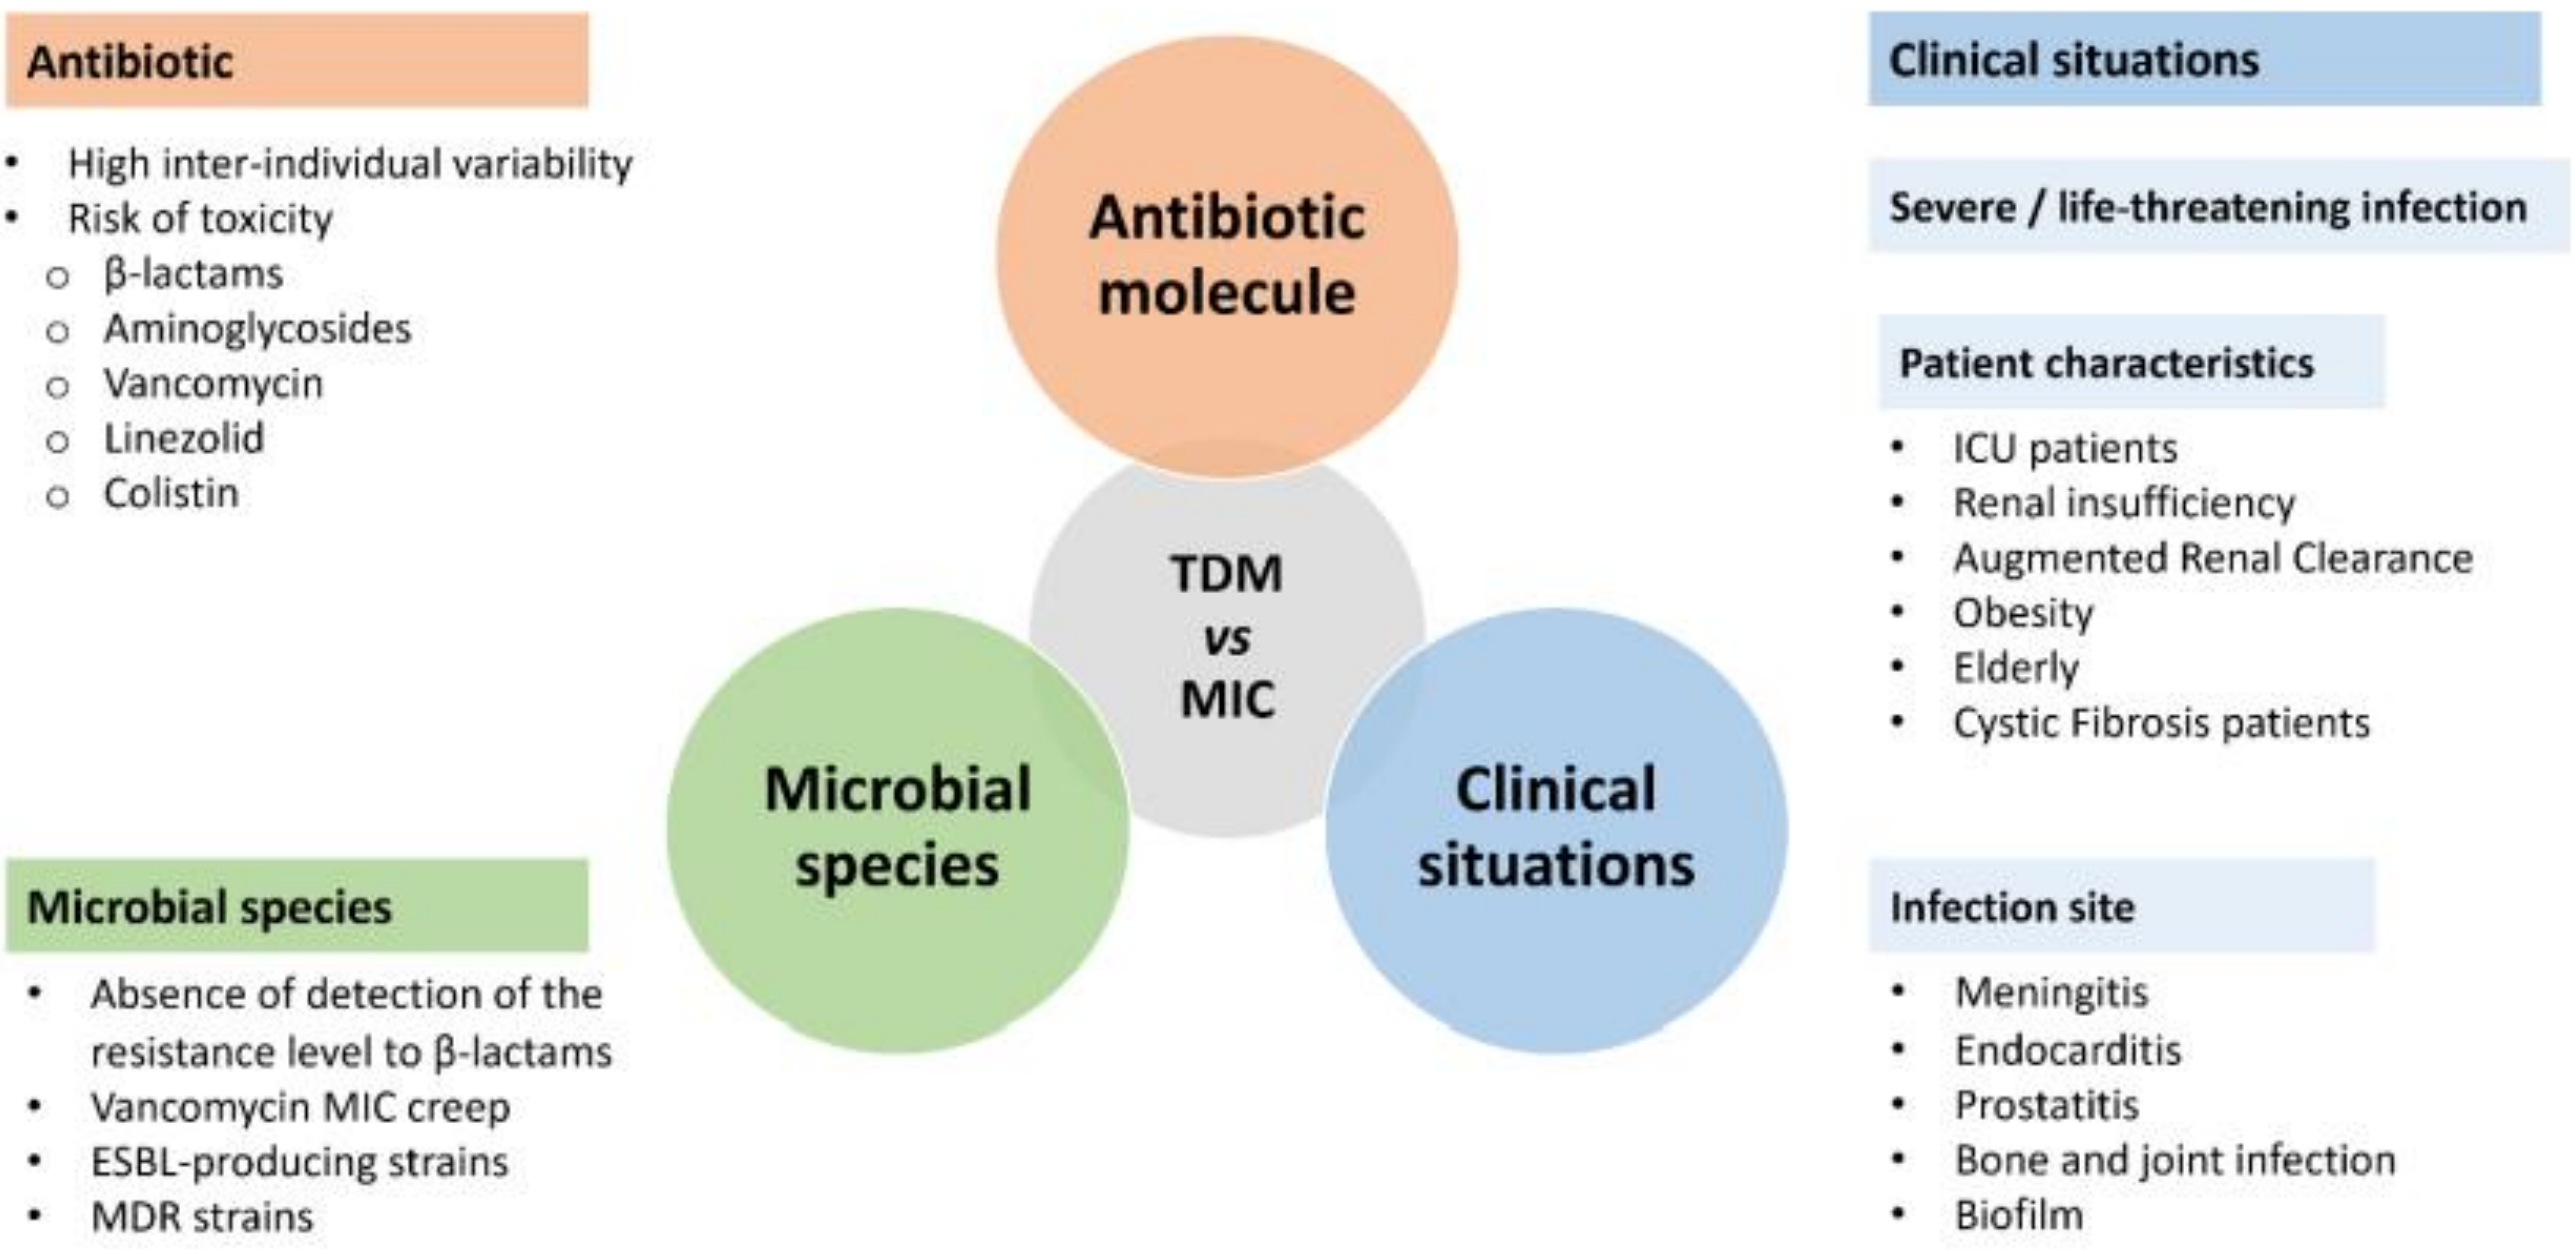 Antibiotic
• High inter-individual variability
• Risk of toxicity
o β-lactams
o Aminoglycosides
o Vancomycin
o Linezolid
o Colistin
Microbial species
• Absence of detection of the
resistance level to β-lactams
• Vancomycin MIC creep
• ESBL-producing strains
• MDR strains
Antibiotic
molecule
TDM
vs
MIC
Microbial
species
Clinical
situations
Clinical situations
Severe / life-threatening infection
Patient characteristics
• ICU patients
• Renal insufficiency
• Augmented Renal Clearance
• Obesity
• Elderly
• Cystic Fibrosis patients
Infection site
• Meningitis
• Endocarditis
• Prostatitis
• Bone and joint infection
• Biofilm